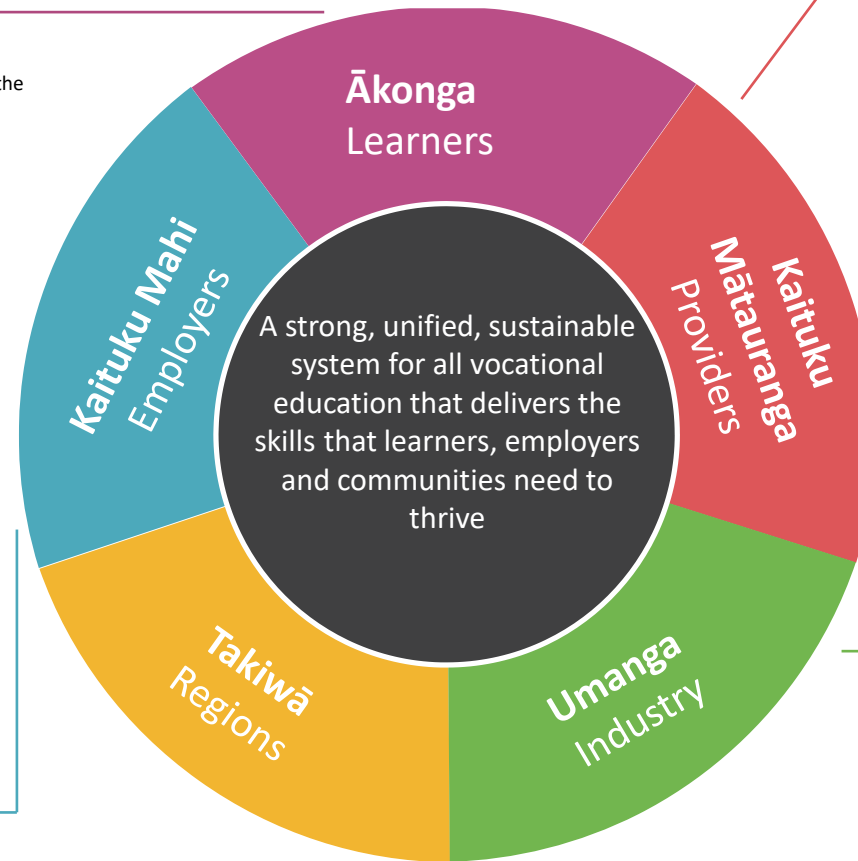 the
Ākonga
Learners
Kaituku
Mātauranga
Providers
Umanga
Industry
Takiwā
Regions
Kaituku Mahi
Employers
A strong, unified, sustainable
system for all vocational
education that delivers the
skills that learners, employers
and communities need to
thrive